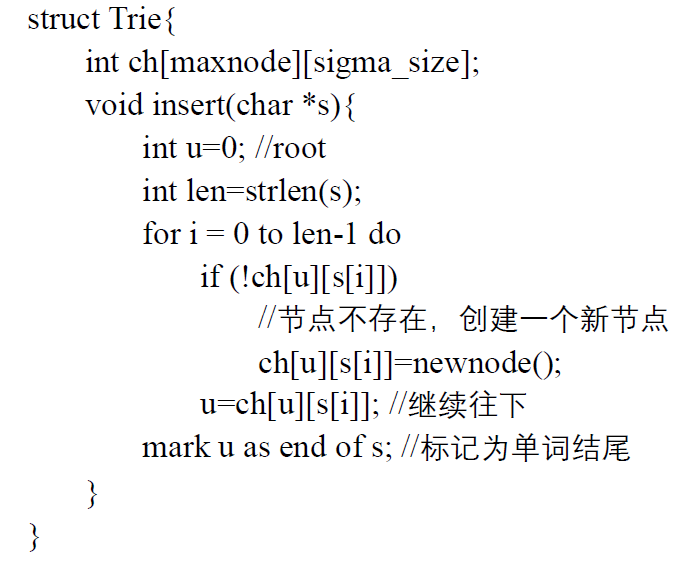 struct Trie{
int ch[maxnode][sigma_size];
void insert(char *s){
int u=0; //root
int len=strlen(s);
for i = 0 to len-1 do
if (!ch[u][s[i]])
//节点不存在，创建一个新节点
ch[u][s[i]]=newnode();
u=ch[u][s[i]]; //继续往下
mark u as end of s; //标记为单词结尾
}
}